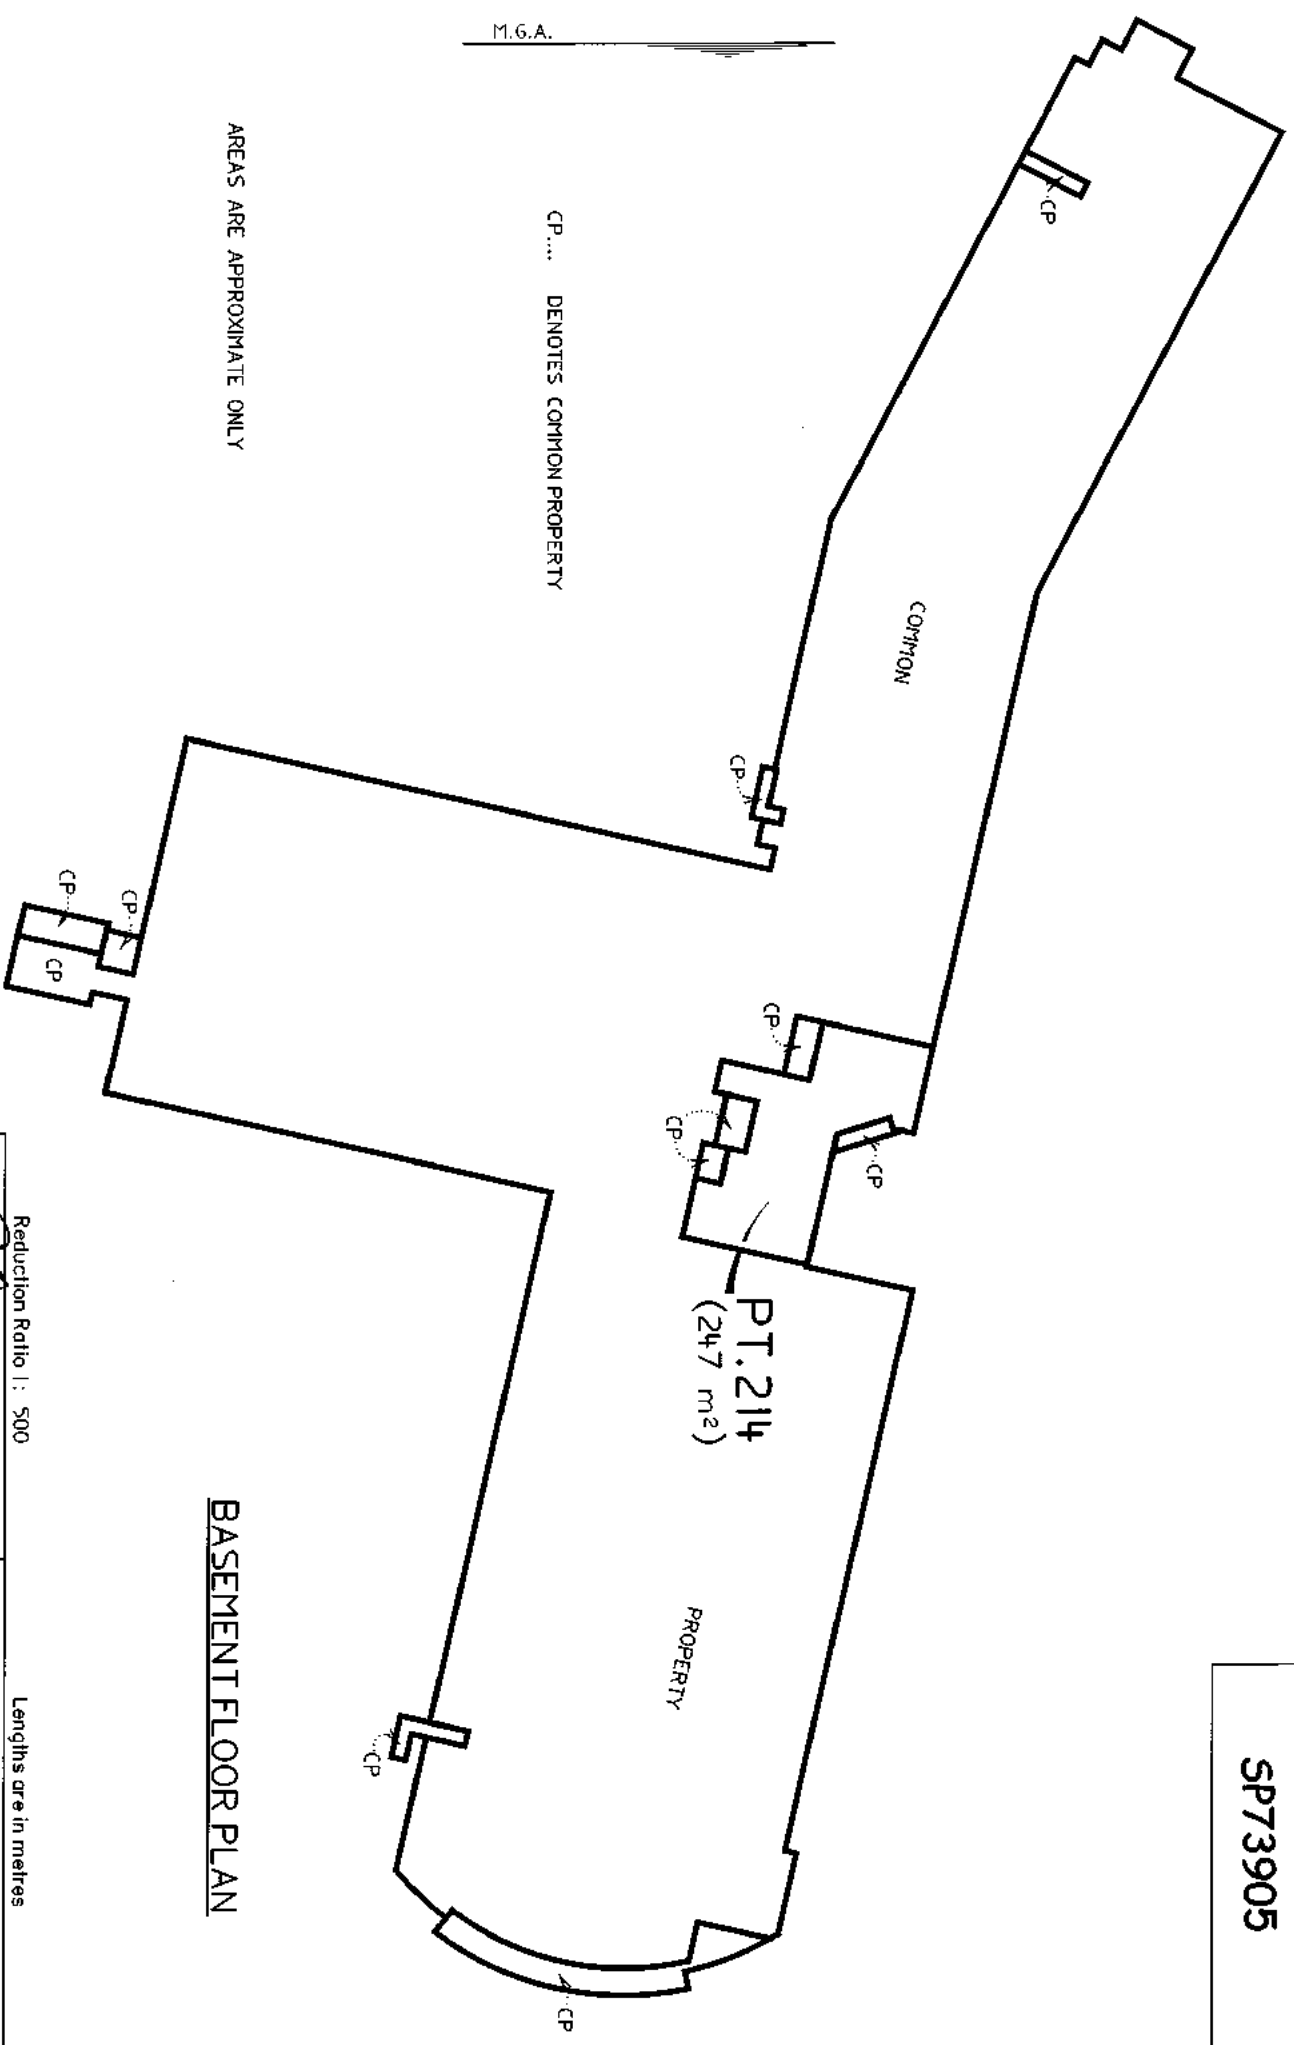 SP73905
CP
COMMON
CP
CP
CP
CP
CP
CP
CP
PT.214
(247 m²)
PROPERTY
CP
CP
M.G.A.
CP.... DENOTES COMMON PROPERTY
AREAS ARE APPROXIMATE ONLY
BASEMENT FLOOR PLAN
Reduction Ratio 1: 500
Lengths are in metres